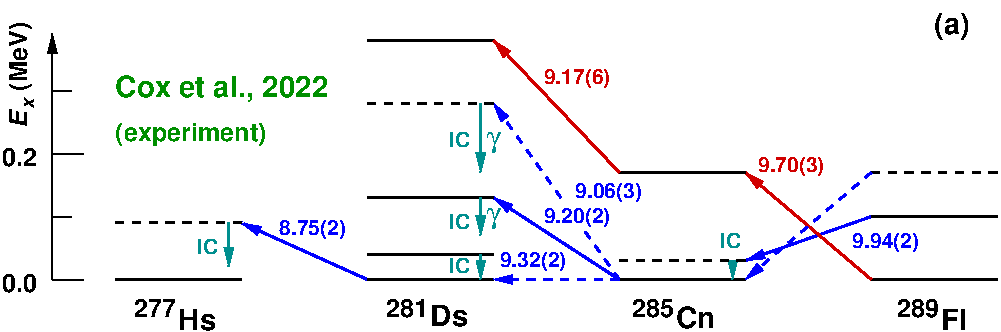 (a)
E_x (MeV)
Cox et al., 2022
(experiment)
0.2
0.0
9.17(6)
9.70(3)
IC γ
9.06(3)
IC γ
9.20(2)
8.75(2)
IC
IC
9.32(2)
IC
9.94(2)
277Hs
281Ds
285Cn
289Fl